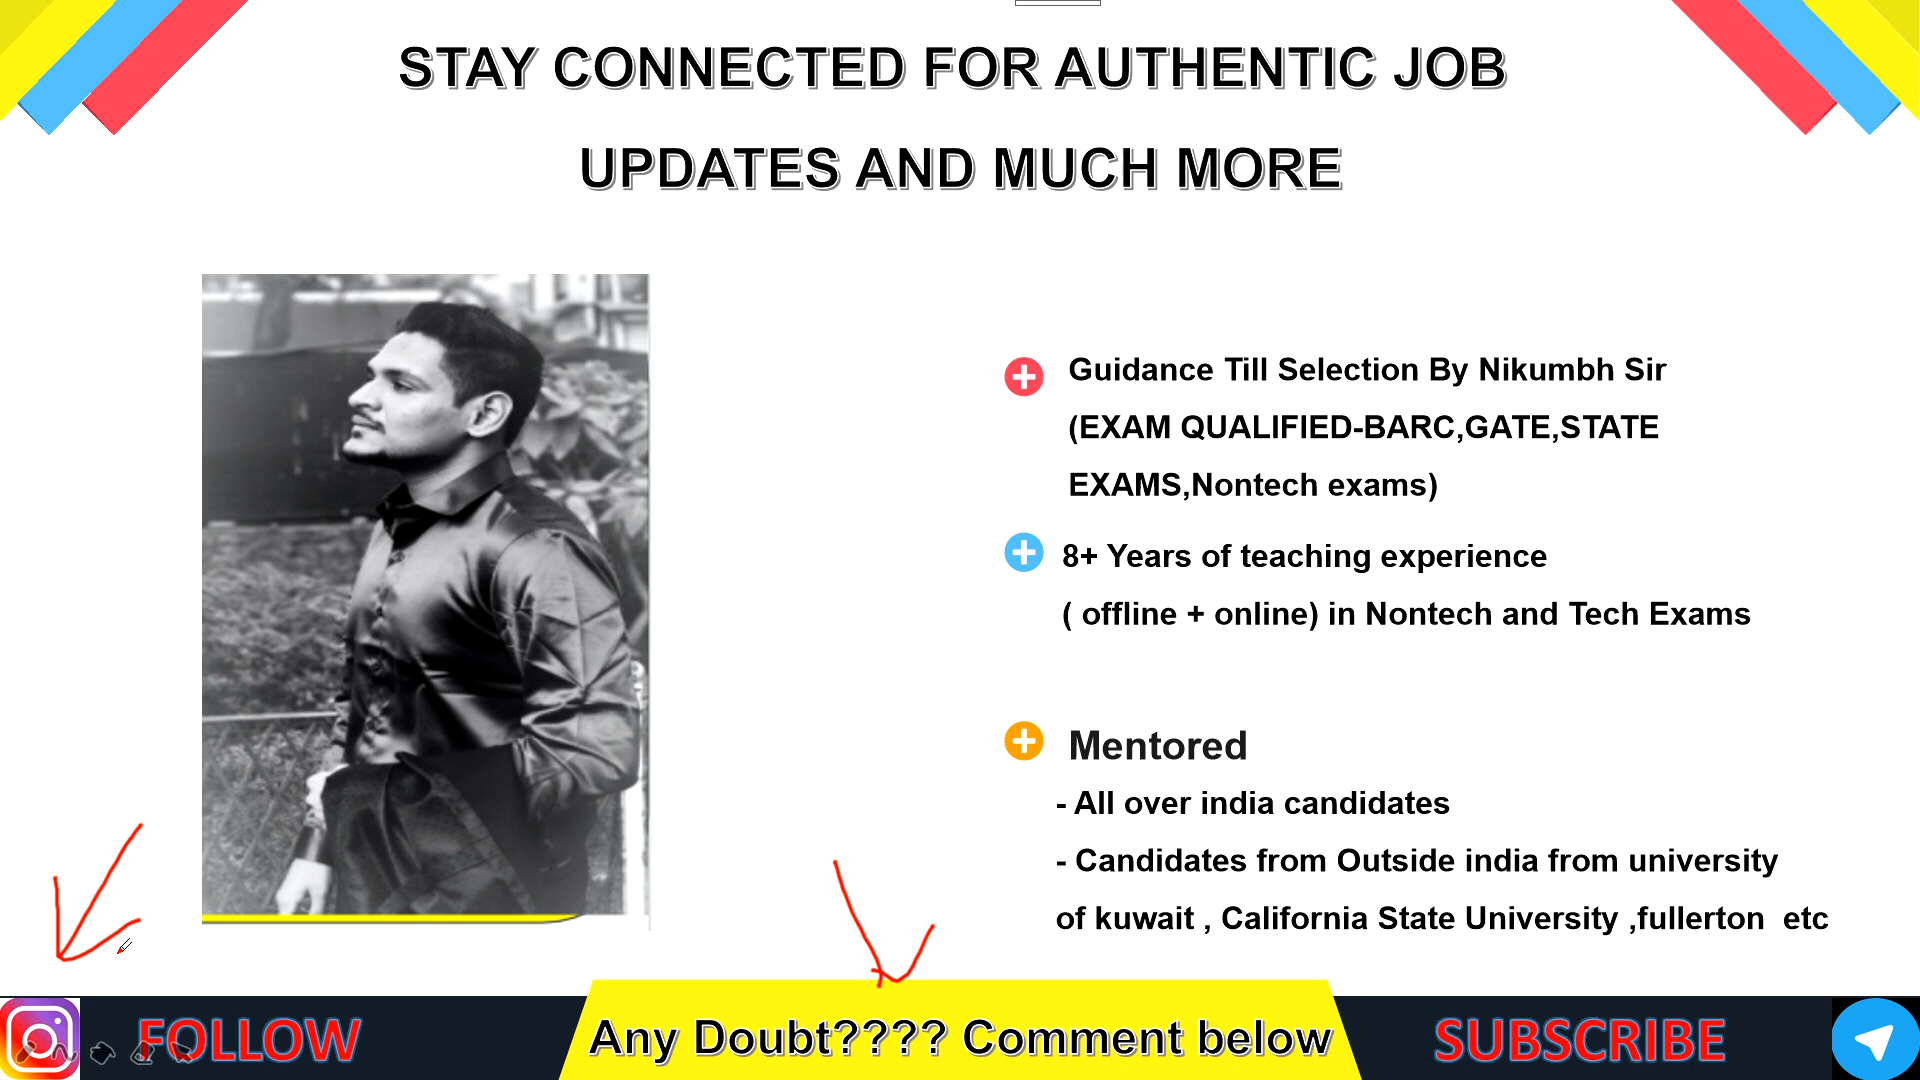 STAY CONNECTED FOR AUTHENTIC JOB
UPDATES AND MUCH MORE
Guidance Till Selection By Nikumbh Sir
(EXAM QUALIFIED-BARC,GATE,STATE
EXAMS,Nontech exams)
8+ Years of teaching experience
( offline + online) in Nontech and Tech Exams
Mentored
- All over india candidates
- Candidates from Outside india from university
of kuwait , California State University ,fullerton etc
FOLLOW
Any Doubt???? Comment below
SUBSCRIBE